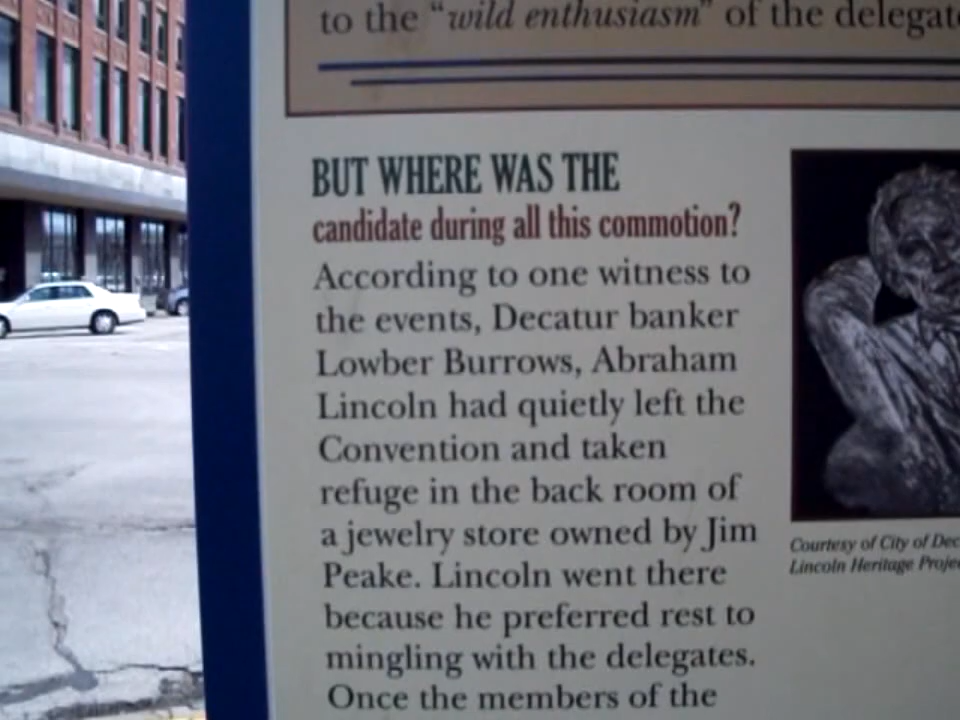 to the "wild enthusiasm" of the
BUT WHERE WAS THE
candidate during all this commotion?
According to one witness to
the events, Decatur banker
Lowber Burrows, Abraham
Lincoln had quietly left the
Convention and taken
refuge in the back room of
a jewelry store owned by Jim
Peake. Lincoln went there
because he preferred rest to
mingling with the delegates.
Once the members of the
Courtesy of City of Dec
Lincoln Heritage Projec